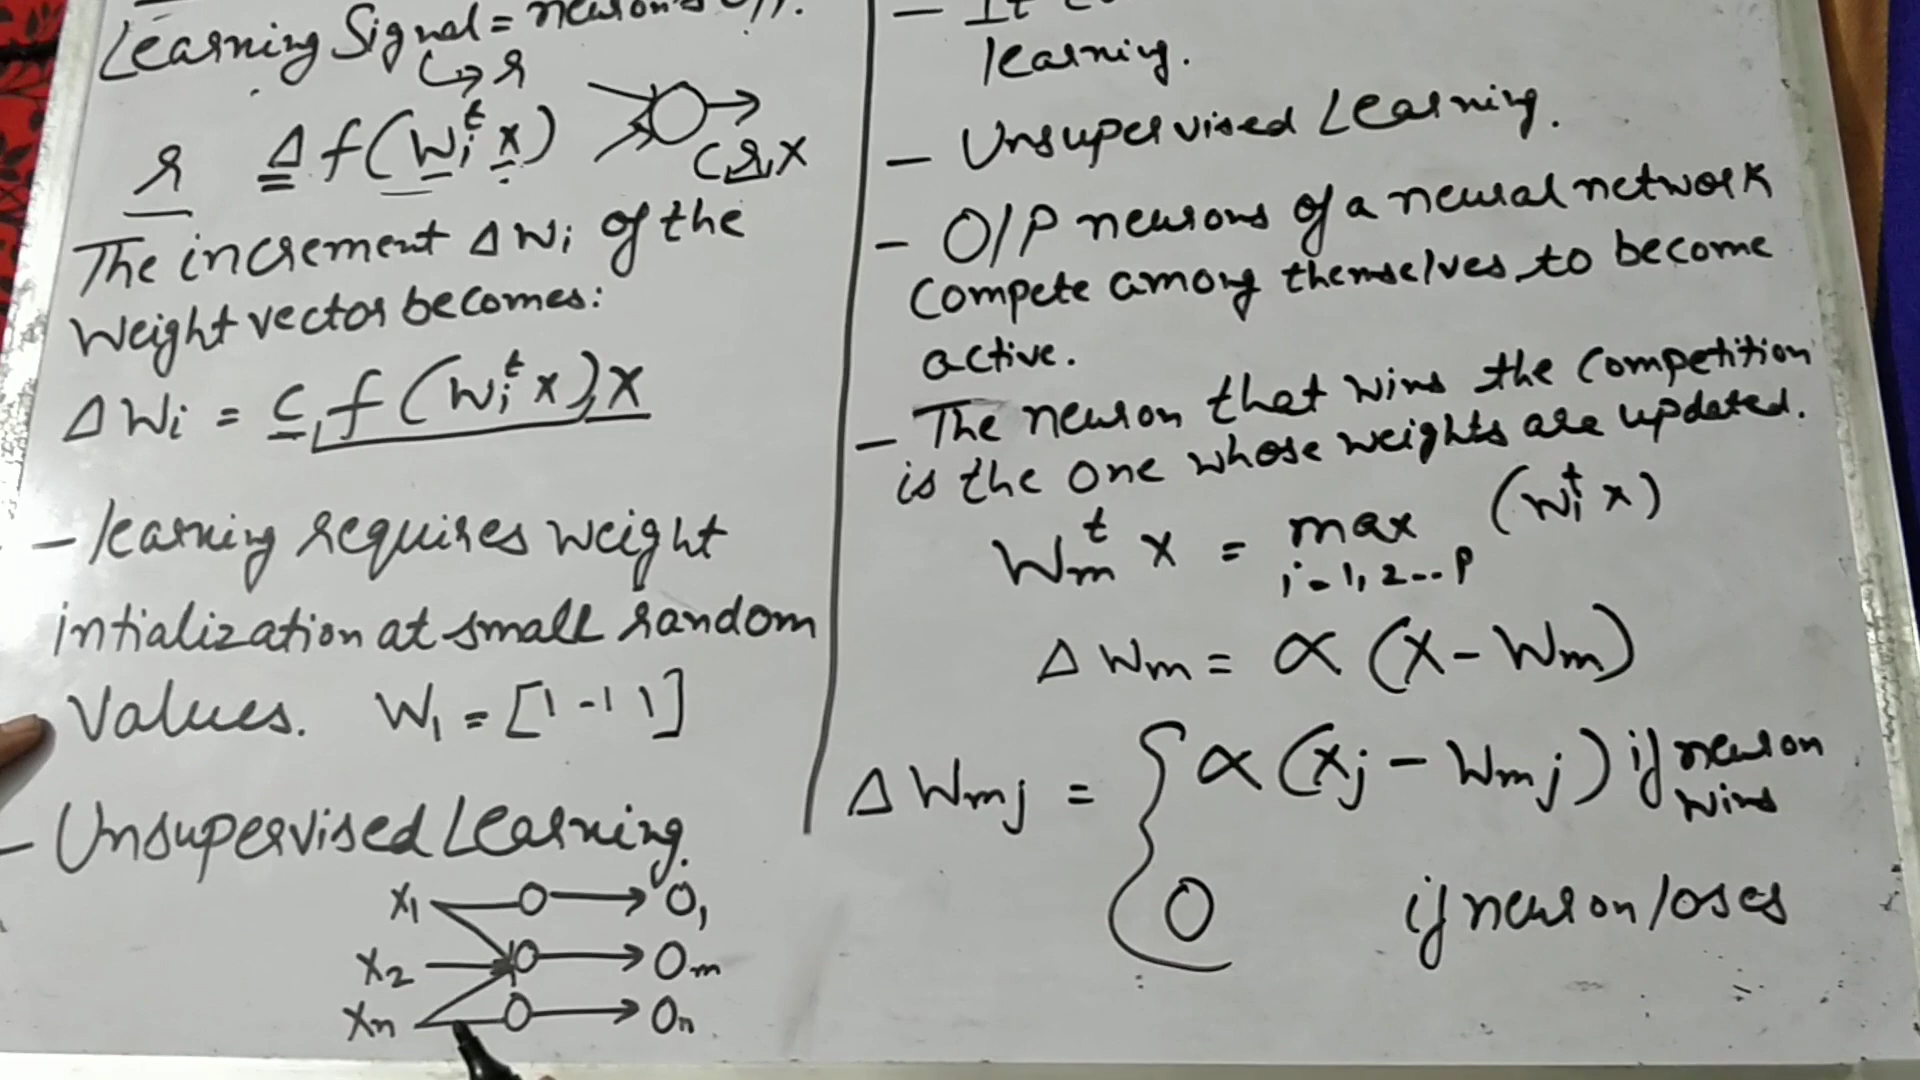 Learning Signal = neuron's O/P.
↳ r
r ≜ f(Wiᵗ x)
c, r, x
The increment ΔWi of the
Weight vector becomes:
ΔWi = c, f(Wiᵗ x), x
- learning requires weight
intialization at small random
Values. W1 = [1 -1 1]
- Unsupervised Learning.
x1 O1
x2 Om
xn On
- It
learning.
- Unsupervised Learning.
- O/P neurons of a neural network
compete among themselves to become
active.
- The neuron that wins the competition
is the one whose weights are updated.
Wmᵗ x = max (Wiᵗ x)
i=1, 2...p
ΔWm = α (x - Wm)
ΔWmj = { α (xj - Wmj) if neuron
wins
0 if neuron loses